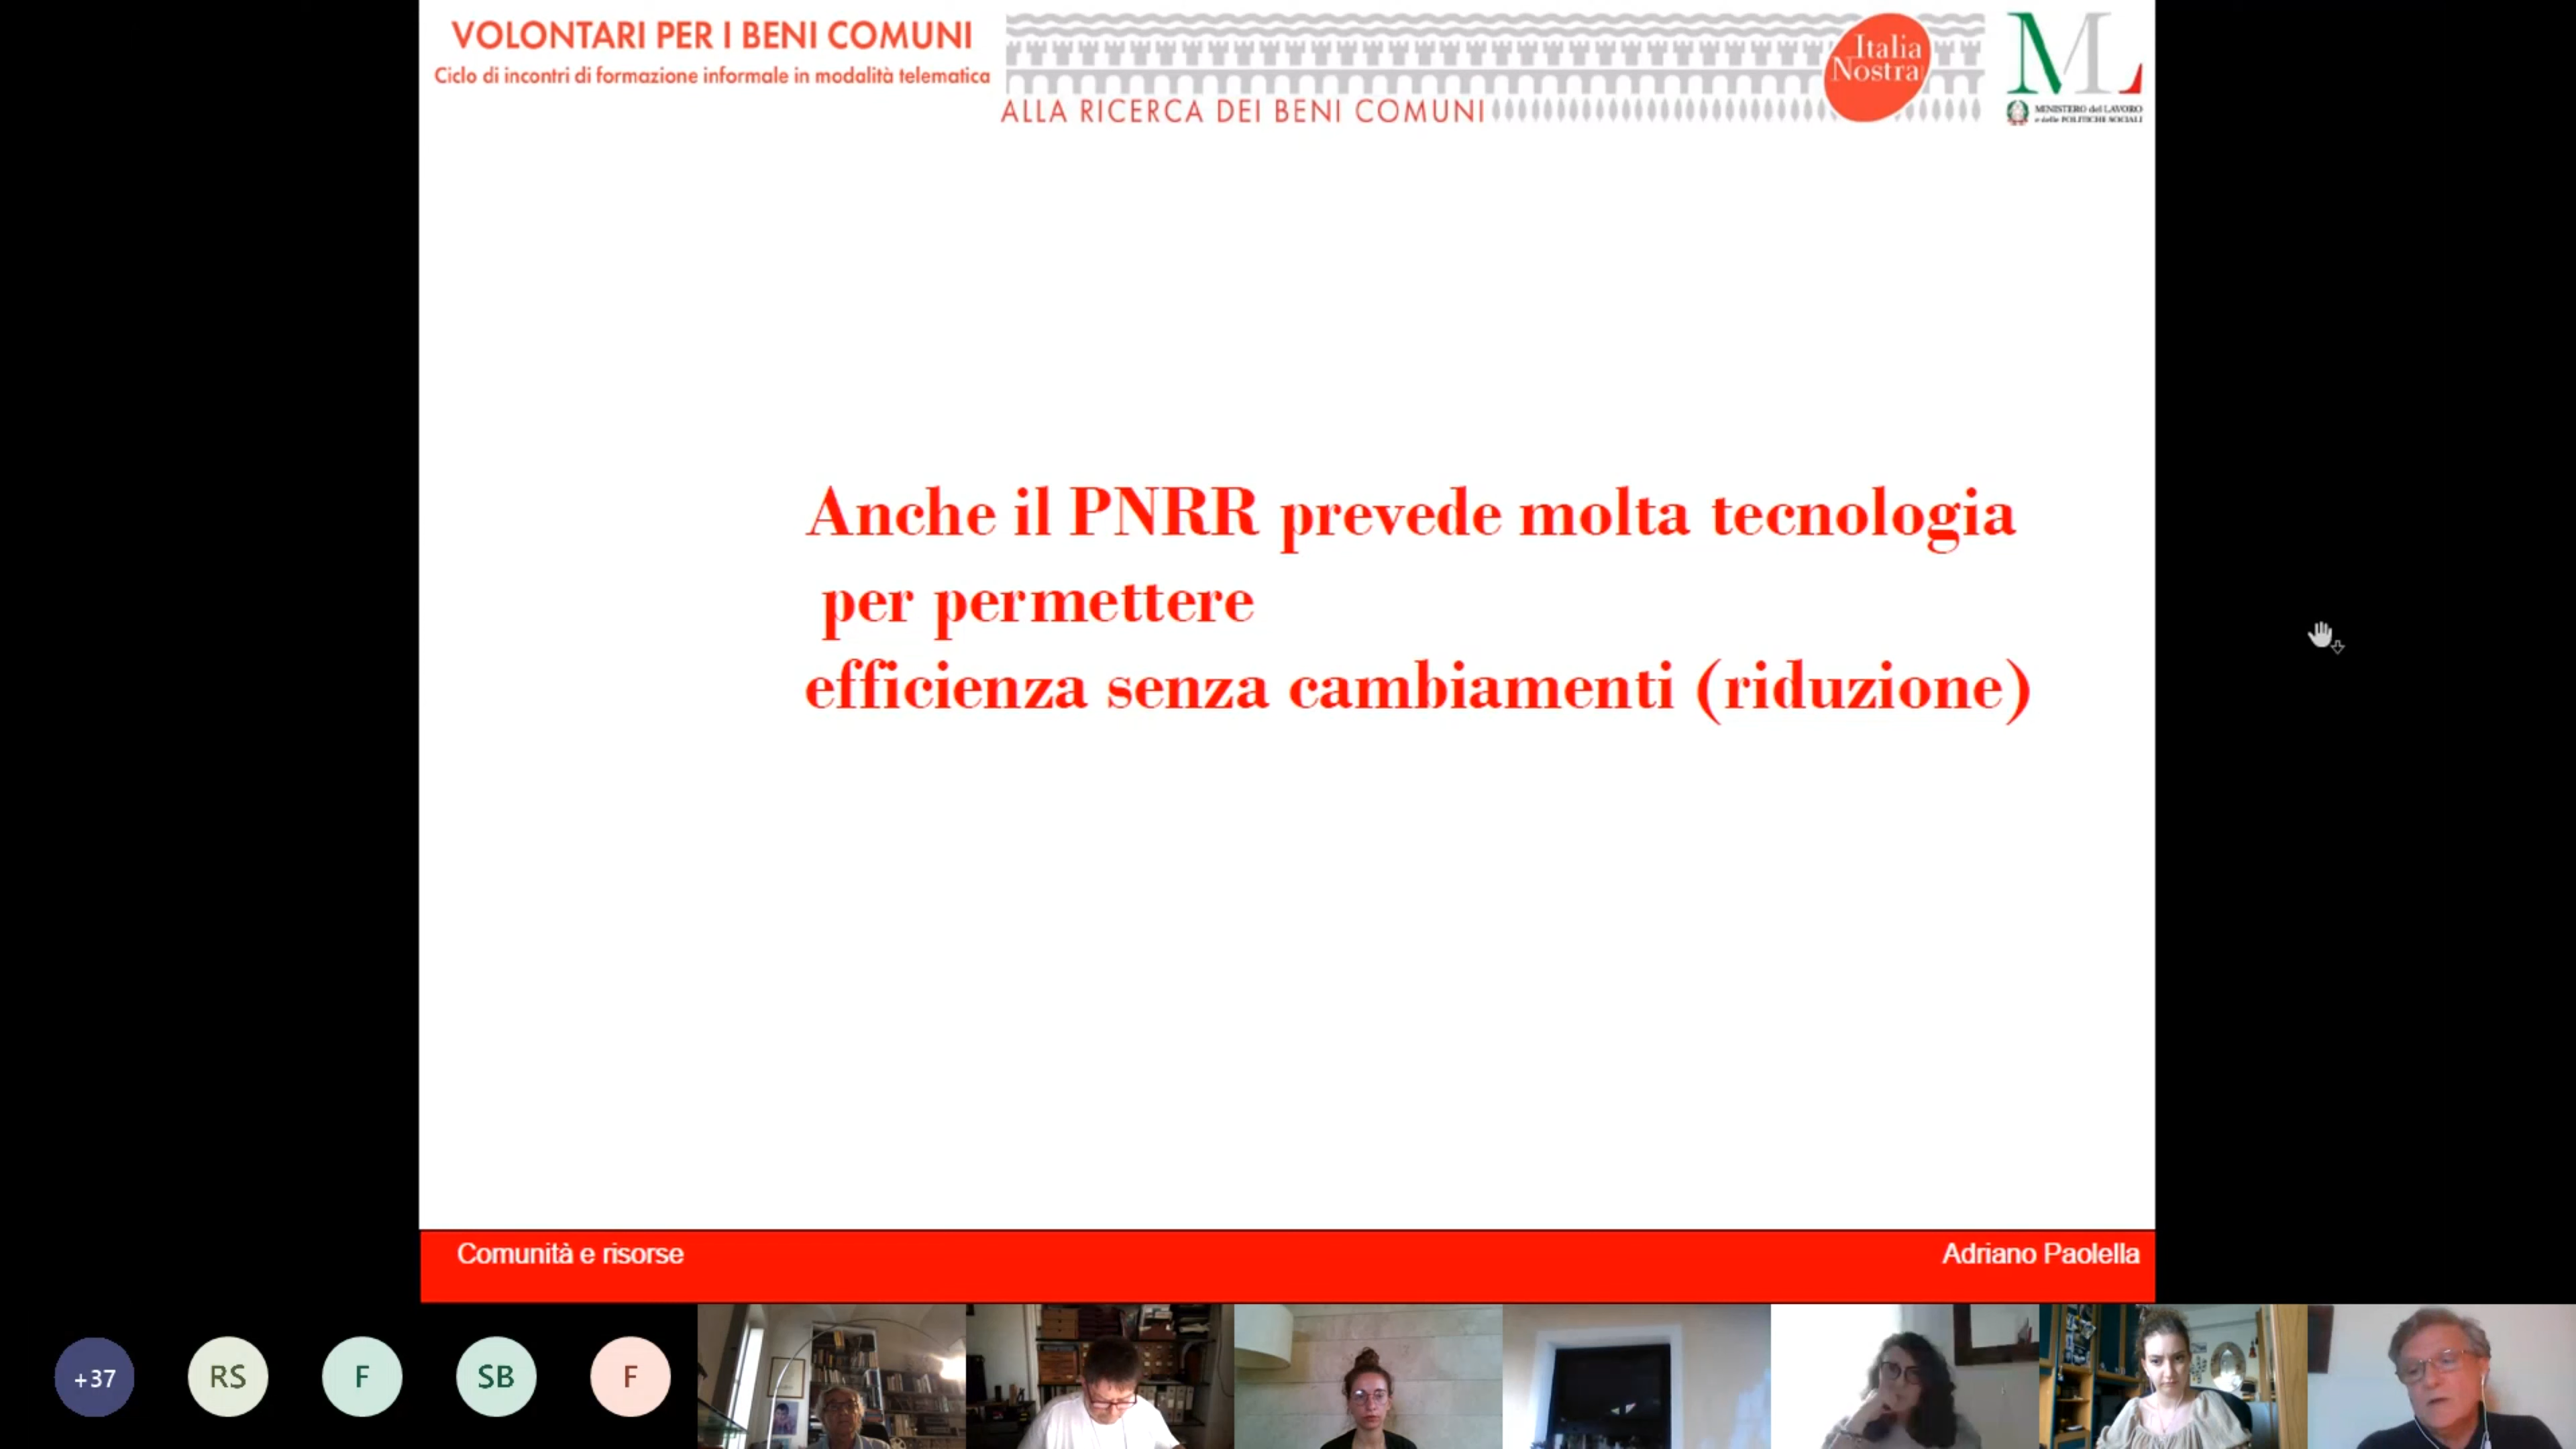 VOLONTARI PER I BENI COMUNI
Ciclo di incontri di formazione informale in modalità telematica
ALLA RICERCA DEI BENI COMUNI
Italia
Nostra
ML
MINISTERO del LAVORO
e delle POLITICHE SOCIALI
Anche il PNRR prevede molta tecnologia
per permettere
efficienza senza cambiamenti (riduzione)
Comunità e risorse
Adriano Paolella
+37
RS
F
SB
F